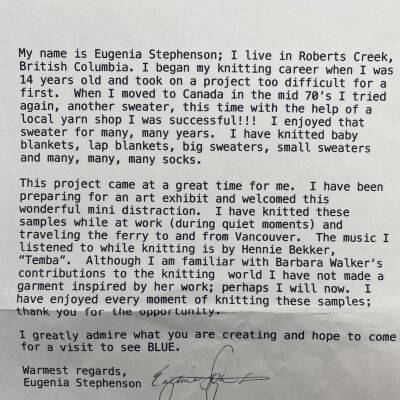 My name is Eugenia Stephenson; I live in Roberts Creek,
British Columbia. I began my knitting career when I was
14 years old and took on a project too difficult for a
first.  When I moved to Canada in the mid 70's I tried
again, another sweater, this time with the help of a
local yarn shop I was successful!!!  I enjoyed that
sweater for many, many years.  I have knitted baby
blankets, lap blankets, big sweaters, small sweaters
and many, many, many socks.

This project came at a great time for me.  I have been
preparing for an art exhibit and welcomed this
wonderful mini distraction.  I have knitted these
samples while at work (during quiet moments) and
traveling the ferry to and from Vancouver.  The music I
listened to while knitting is by Hennie Bekker,
“Temba”.  Although I am familiar with Barbara Walker's
contributions to the knitting  world I have not made a
garment inspired by her work; perhaps I will now.  I
have enjoyed every moment of knitting these samples;
thank you for the opportunity.

I greatly admire what you are creating and hope to come
for a visit to see BLUE.

Warmest regards,
Eugenia Stephenson